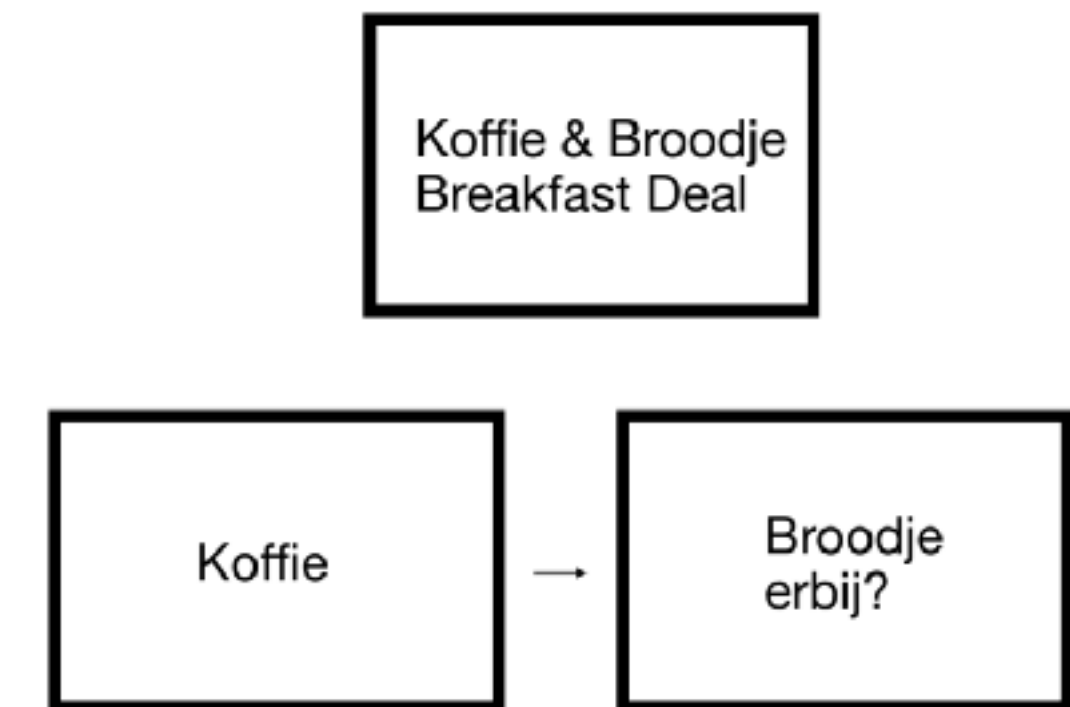 Koffie & Broodje
Breakfast Deal
Koffie
Broodje
erbij?